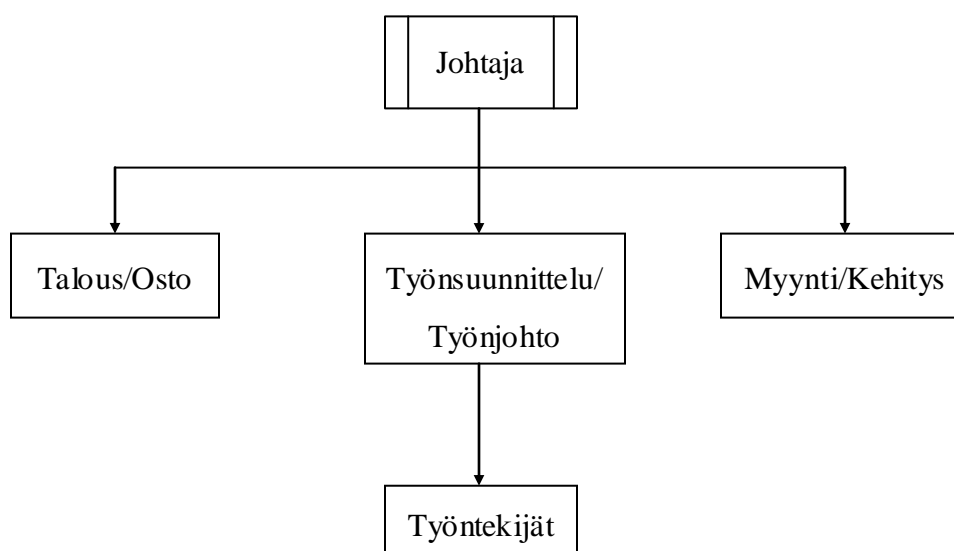 Johtaja
Talous/Osto
Työnsuunnittelu/
Työnjohto
Myynti/Kehitys
Työntekijät